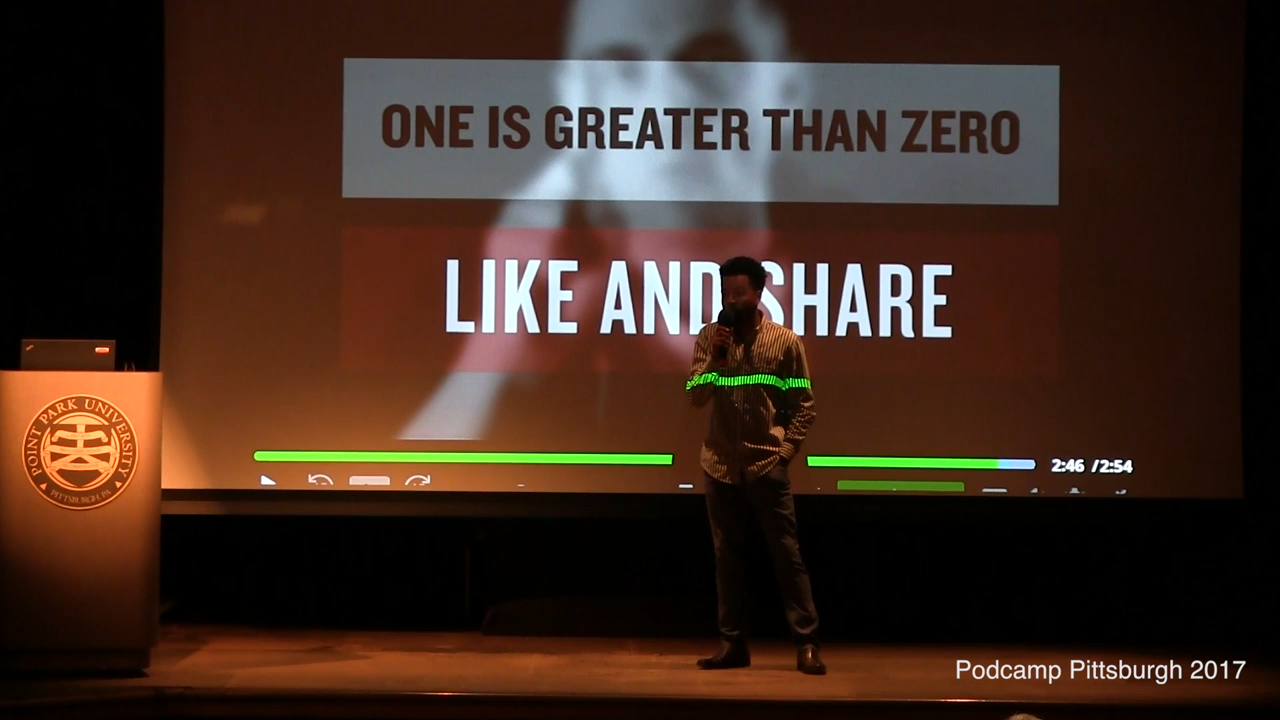 ONE IS GREATER THAN ZERO
LIKE AND SHARE
2:46 /2:54
POINT PARK UNIVERSITY
PITTSBURGH, PA
Podcamp Pittsburgh 2017